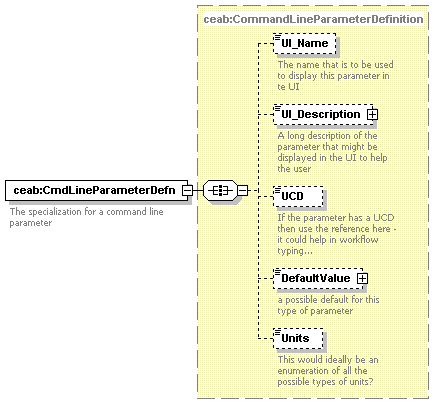 ceab:CommandLineParameterDefinition
UI_Name
The name that is to be used
to display this parameter in
te UI
UI_Description
A long description of the
parameter that might be
displayed in the UI to help
the user
ceab:CmdLineParameterDefn
The specialization for a command line
parameter
UCD
If the parameter has a UCD
then use the reference here -
it could help in workflow
typing...
DefaultValue
a possible default for this
type of parameter
Units
This would ideally be an
enumeration of all the
possible types of units?